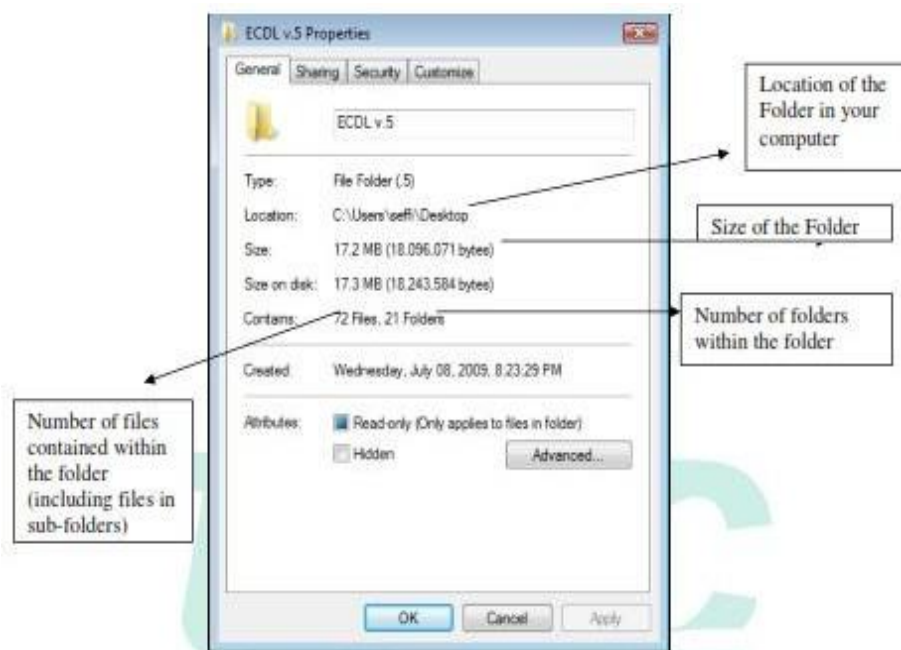 ECDL v.5 Properties
General Sharing Security Customize
ECDL v.5
Type: File Folder (.5)
Location: C:\Users\seffi\Desktop
Size: 17.2 MB (18.096.071 bytes)
Size on disk: 17.3 MB (18.243.584 bytes)
Contains: 72 Files, 21 Folders
Created: Wednesday, July 08, 2009, 8:23:29 PM
Attributes: Read-only (Only applies to files in folder)
Hidden
Advanced...
OK Cancel Apply
Location of the
Folder in your
computer
Size of the Folder
Number of folders
within the folder
Number of files
contained within
the folder
(including files in
sub-folders)